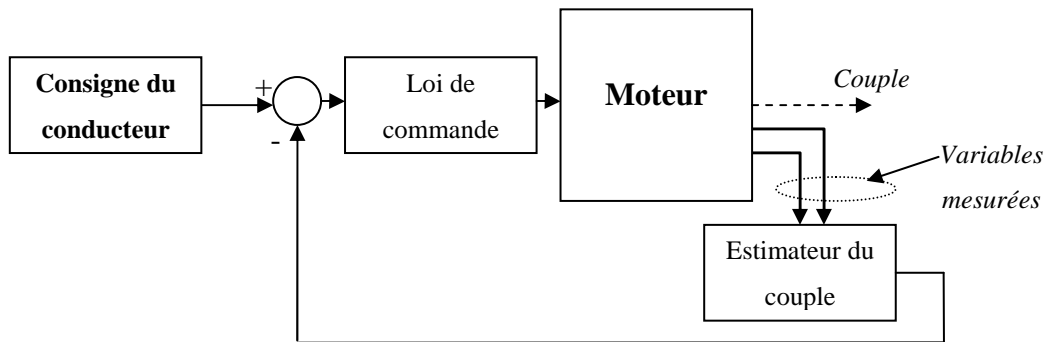 Consigne du
conducteur
+
-
Loi de
commande
Moteur
Couple
Variables
mesurées
Estimateur du
couple